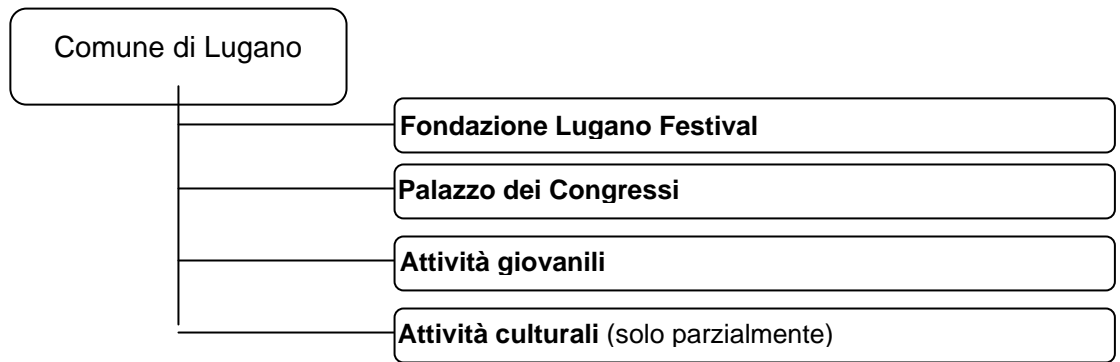 Comune di Lugano
Fondazione Lugano Festival
Palazzo dei Congressi
Attività giovanili
Attività culturali (solo parzialmente)